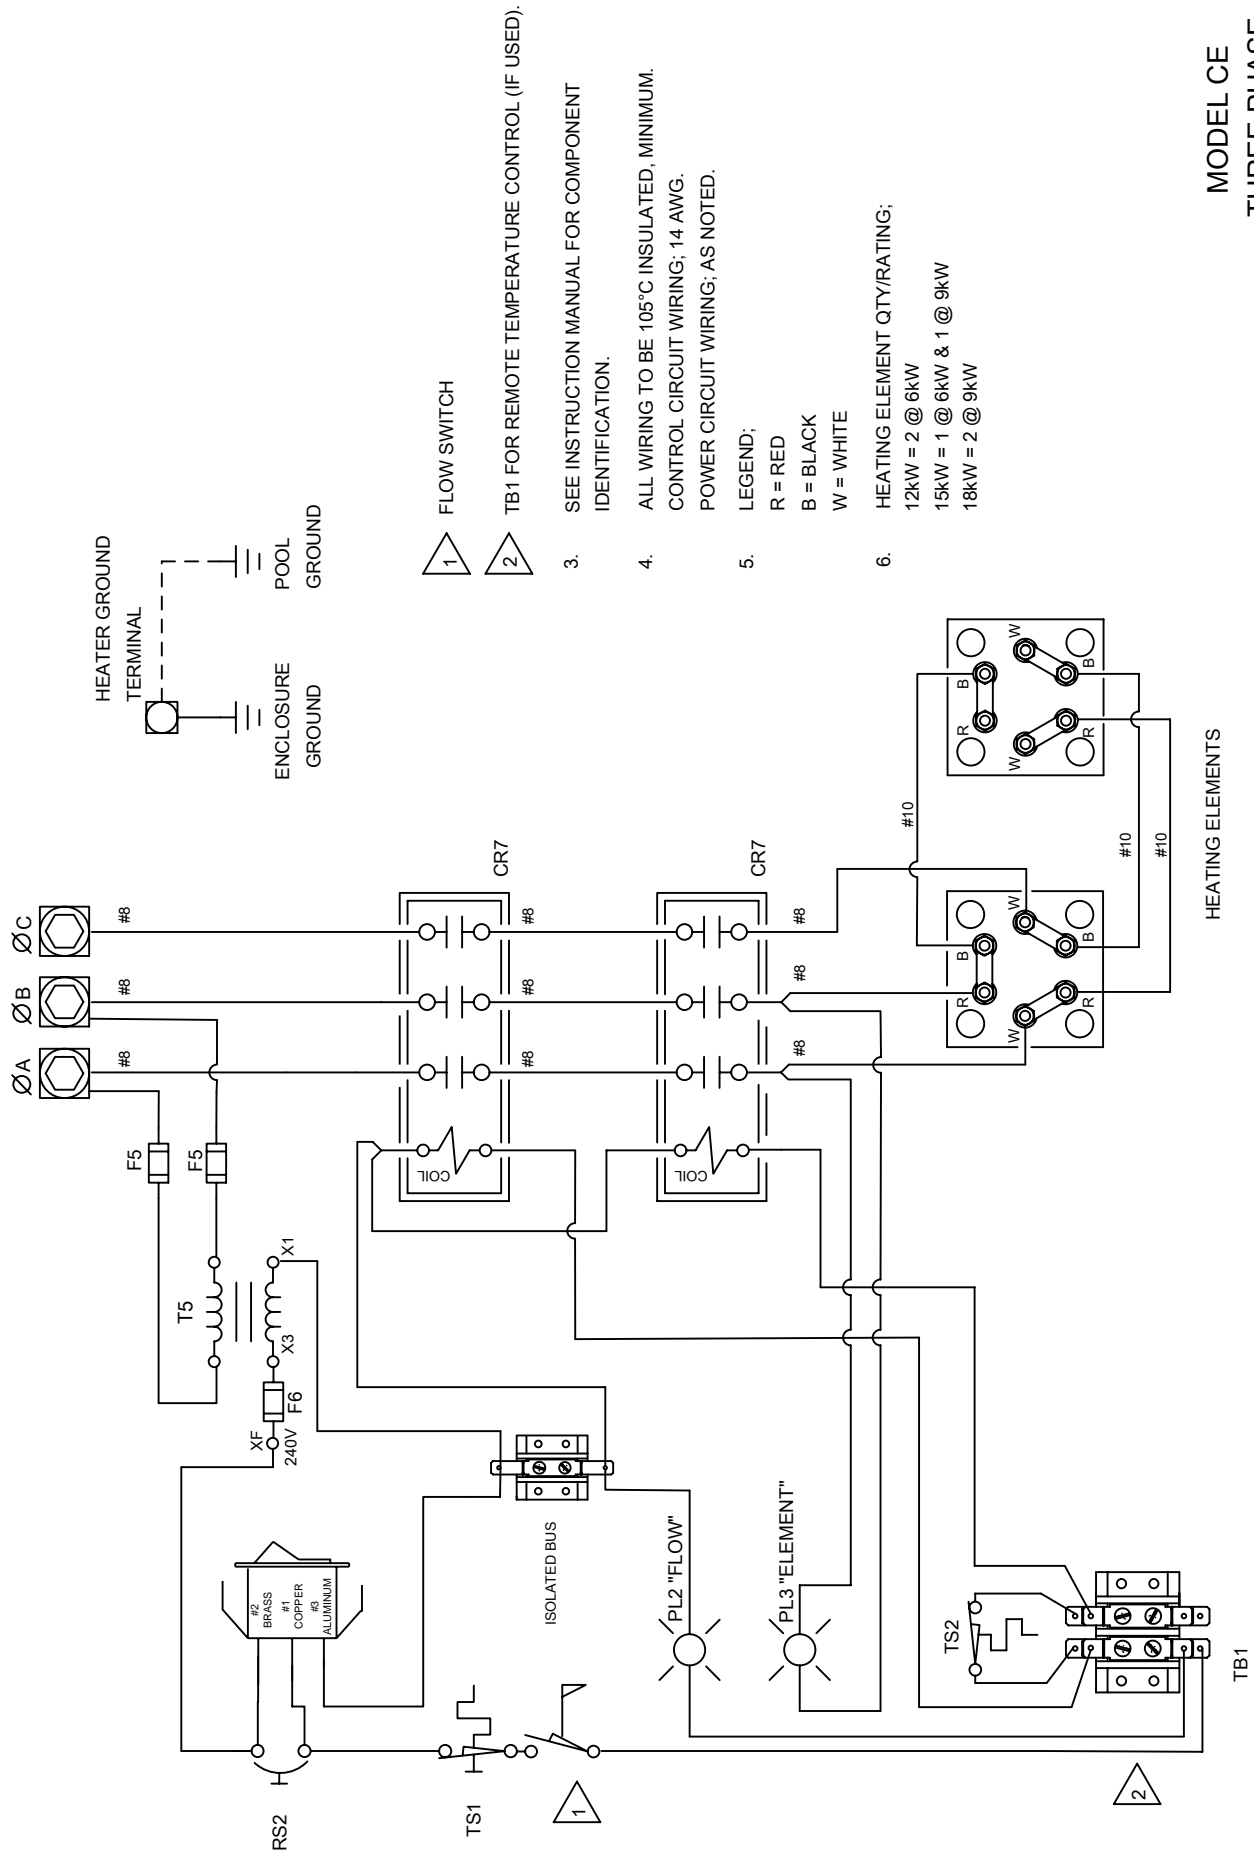 HEATER GROUND
TERMINAL
ENCLOSURE
GROUND
POOL
GROUND
1 FLOW SWITCH
2 TB1 FOR REMOTE TEMPERATURE CONTROL (IF USED).
3. SEE INSTRUCTION MANUAL FOR COMPONENT
IDENTIFICATION.
4. ALL WIRING TO BE 105°C INSULATED, MINIMUM.
CONTROL CIRCUIT WIRING; 14 AWG.
POWER CIRCUIT WIRING; AS NOTED.
5. LEGEND;
R = RED
B = BLACK
W = WHITE
6. HEATING ELEMENT QTY/RATING;
12kW = 2 @ 6kW
15kW = 1 @ 6kW & 1 @ 9kW
18kW = 2 @ 9kW
MODEL CE
ØA
ØB
ØC
#8
#8
#8
F5
F5
T5
X1
X3
F6
XF
240V
#2
BRASS
#1
COPPER
#3
ALUMINUM
RS2
TS1
1
ISOLATED BUS
COIL
CR7
#8
#8
#8
COIL
CR7
#8
#8
#8
PL2 "FLOW"
PL3 "ELEMENT"
TS2
2
TB1
R
B
W
W
R
B
#10
#10
#10
R
B
W
W
R
B
HEATING ELEMENTS